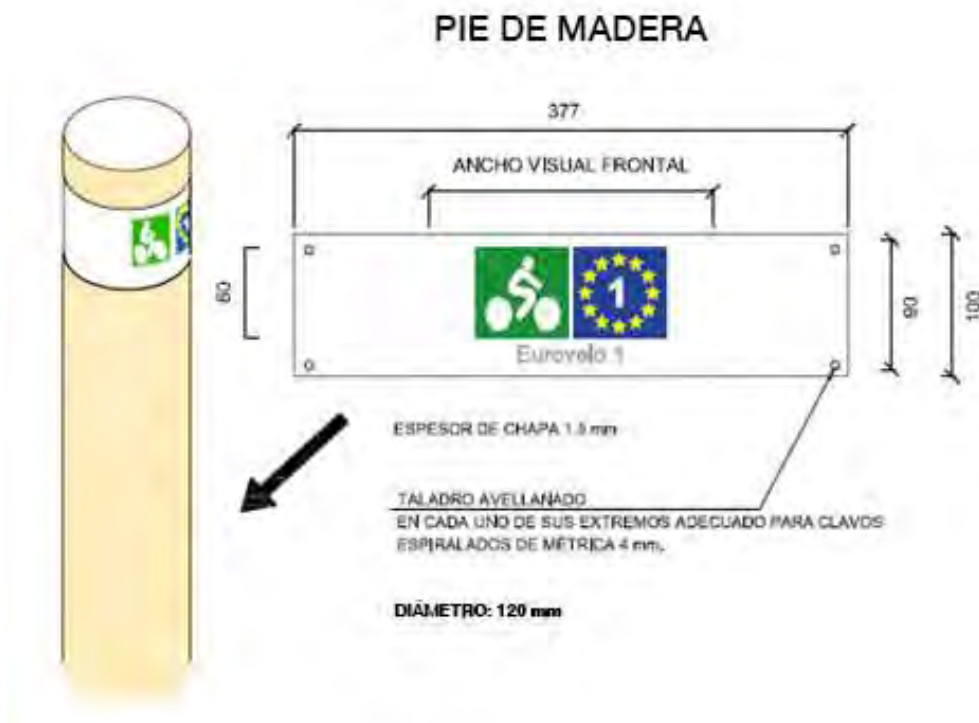 PIE DE MADERA
377
ANCHO VISUAL FRONTAL
60
1
Eurovelo 1
90
100
ESPESOR DE CHAPA 1.5 mm
TALADRO AVELLANADO
EN CADA UNO DE SUS EXTREMOS ADECUADO PARA CLAVOS
ESPIRALADOS DE MÉTRICA 4 mm.
DIÁMETRO: 120 mm